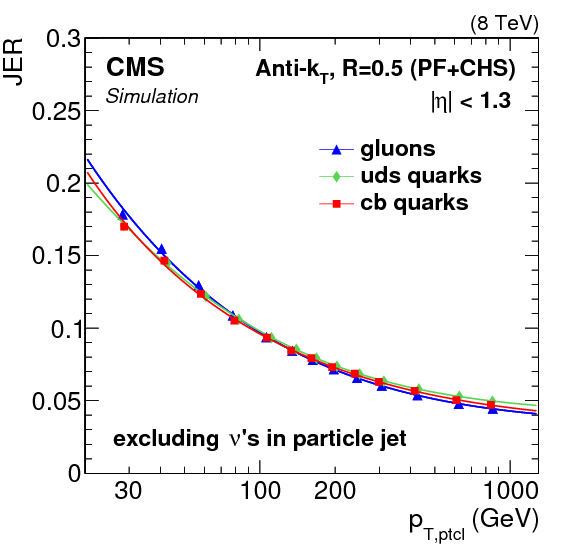 (8 TeV)
JER
0.3
CMS
Anti-k_T, R=0.5 (PF+CHS)
Simulation
|η| < 1.3
0.25
gluons
uds quarks
cb quarks
0.2
0.15
0.1
0.05
excluding ν's in particle jet
0
30 100 200 1000
p_T,ptcl (GeV)